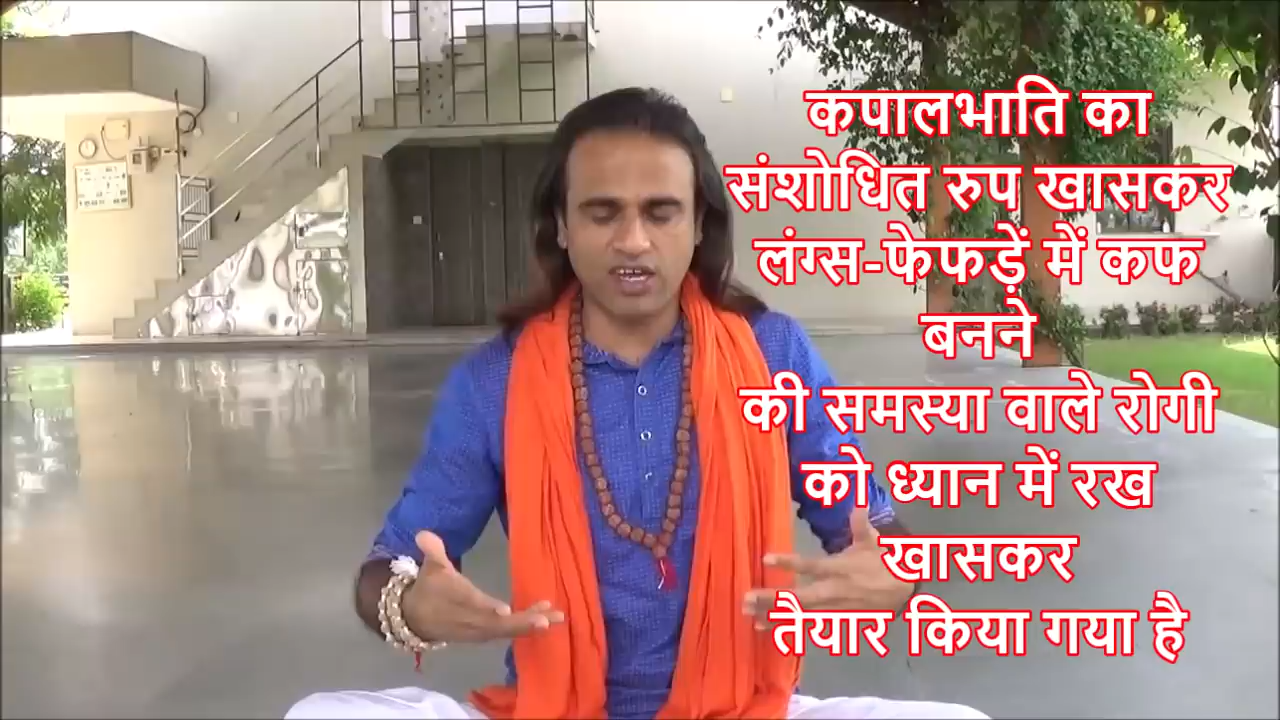 कपालभाति का
संशोधित रुप खासकर
लंग्स-फेफड़ें में कफ
बनने
की समस्या वाले रोगी
को ध्यान में रख
खासकर
तैयार किया गया है